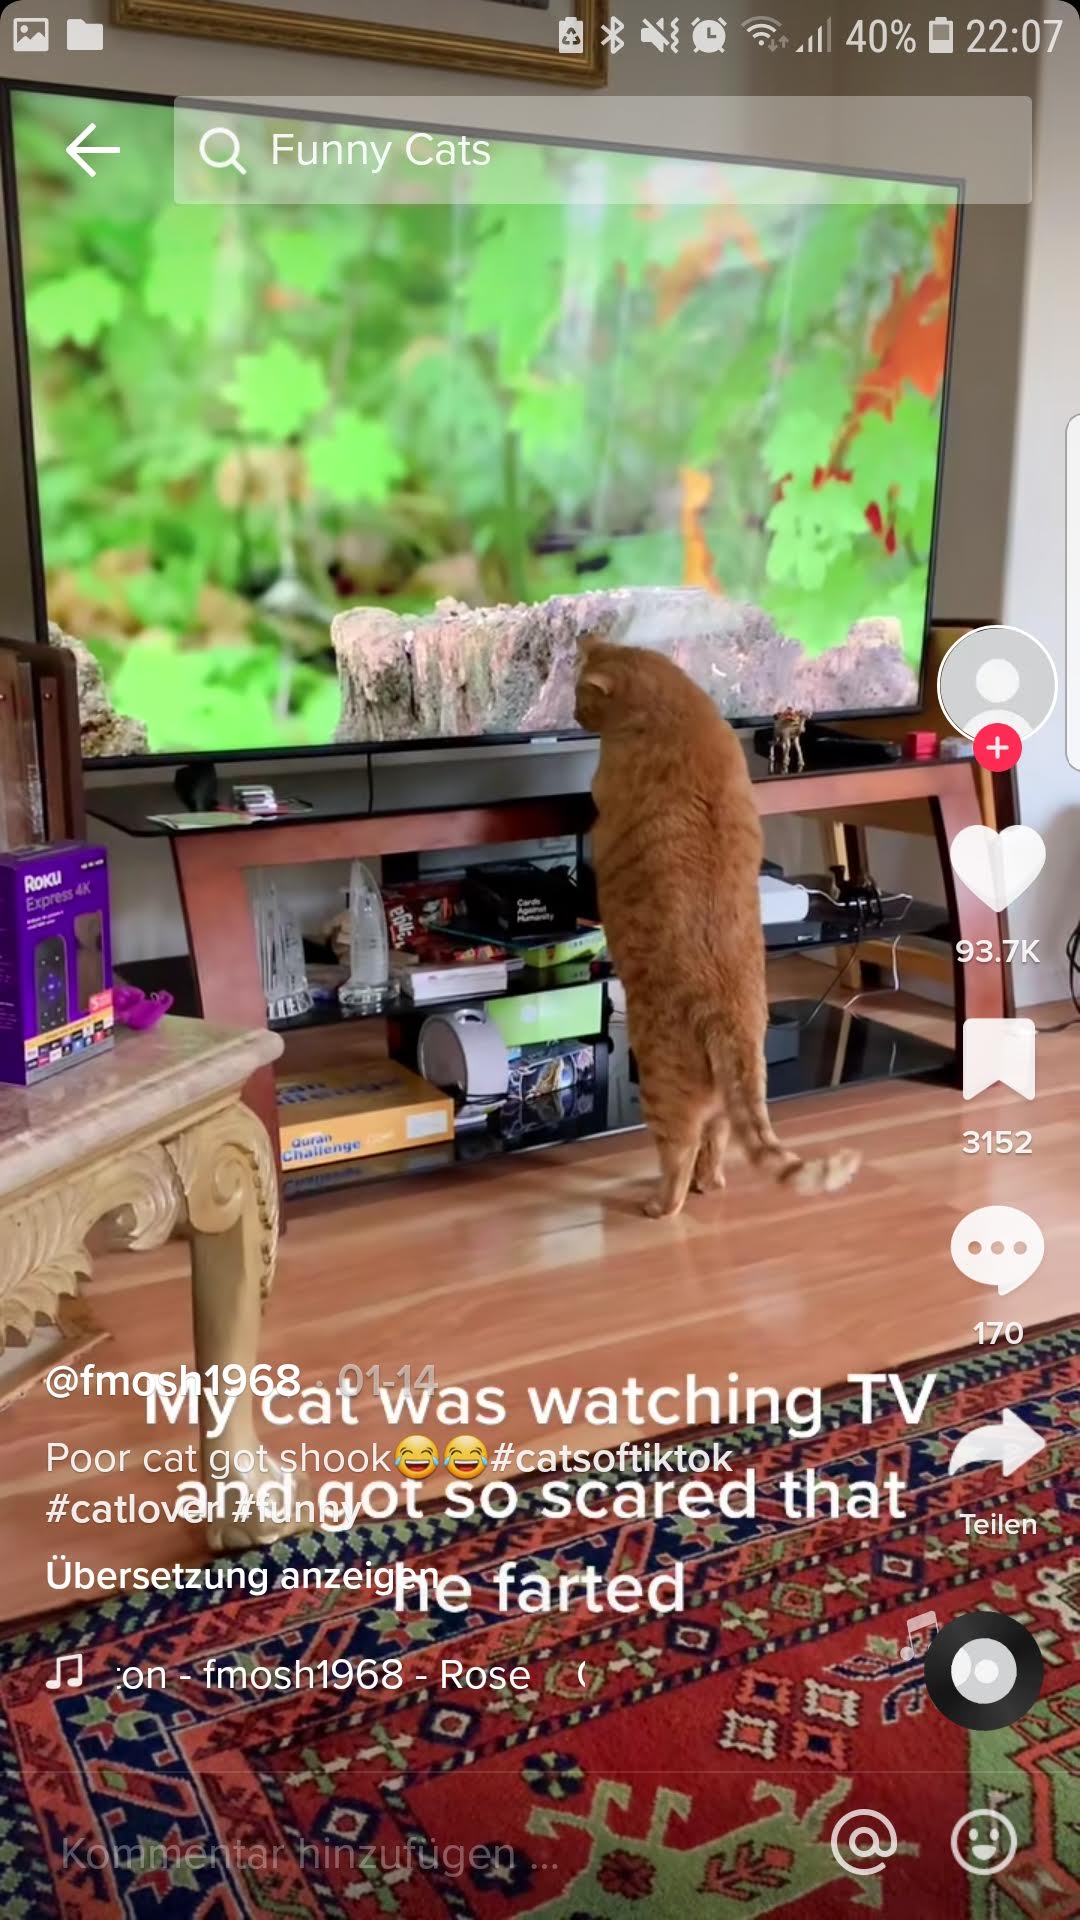 40% 22:07
Funny Cats
Roku
Express 4K
Cards
Against
Humanity
epic
93.7K
3152
Quran
Challenge
170
@fmosh1968 · 01-14
My cat was watching TV
and got so scared that
he farted
Poor cat got shook😂😂#catsoftiktok
#catlover #funny
Teilen
Übersetzung anzeigen
:on - fmosh1968 - Rose (
Kommentar hinzufügen ...